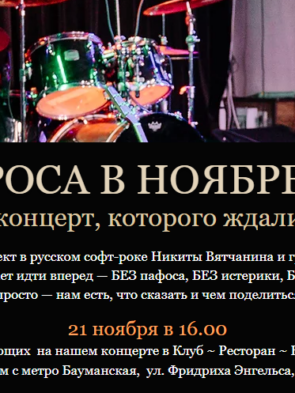 РОСА В НОЯБРЕ
концерт, которого ждали
ект в русском софт-роке Никиты Вятчанина и г
ет идти вперед — БЕЗ пафоса, БЕЗ истерики, Б
просто — нам есть, что сказать и чем поделитьс
21 ноября в 16.00
ющих на нашем концерте в Клуб ~ Ресторан ~
м с метро Бауманская, ул. Фридриха Энгельса,